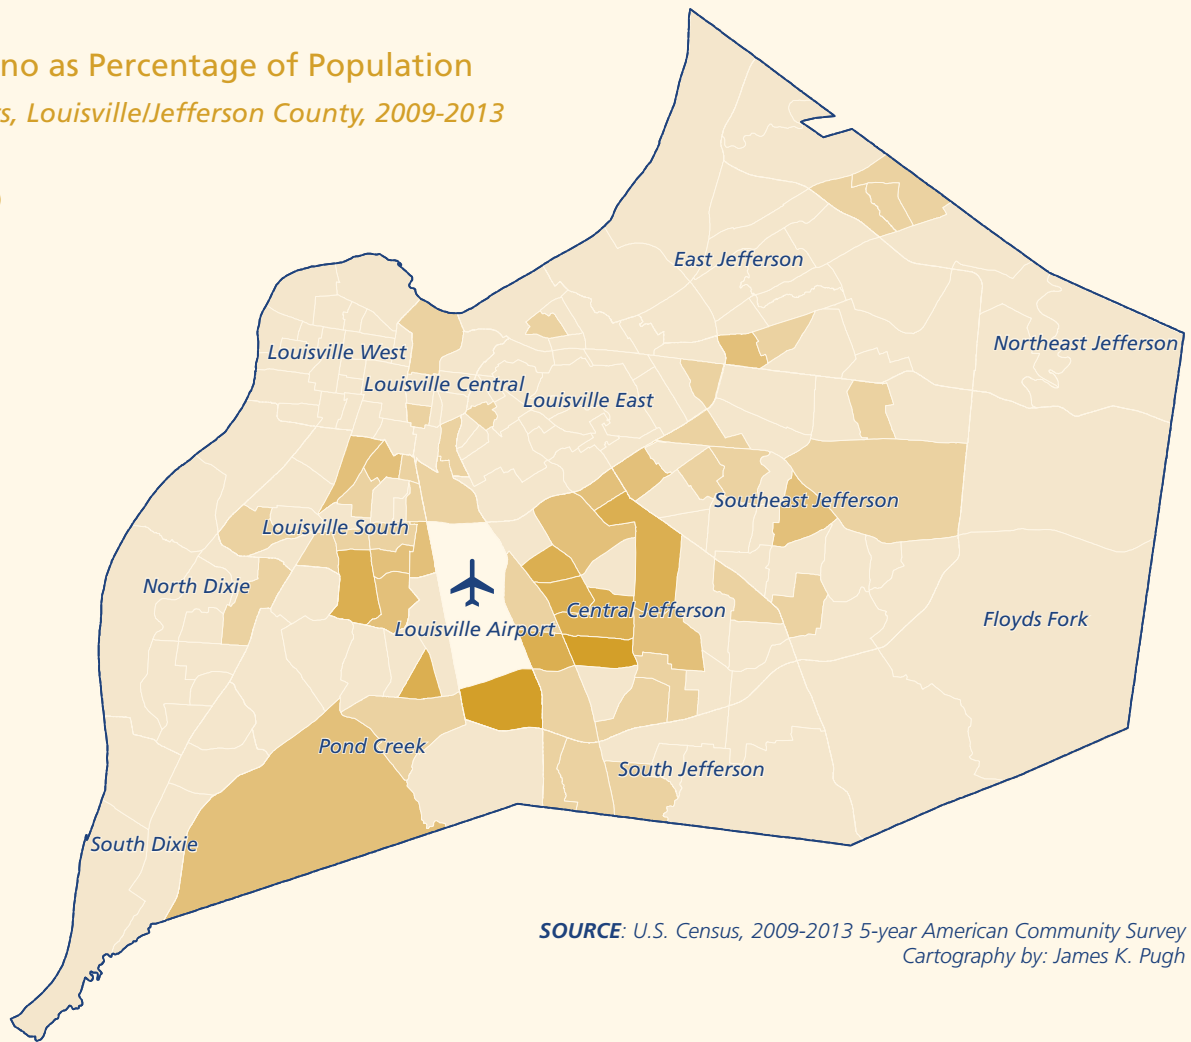 no as Percentage of Population
s, Louisville/Jefferson County, 2009-2013
East Jefferson
Northeast Jefferson
Louisville West
Louisville Central
Louisville East
Southeast Jefferson
Louisville South
North Dixie
Central Jefferson
Floyds Fork
Louisville Airport
Pond Creek
South Jefferson
South Dixie
SOURCE: U.S. Census, 2009-2013 5-year American Community Survey
Cartography by: James K. Pugh